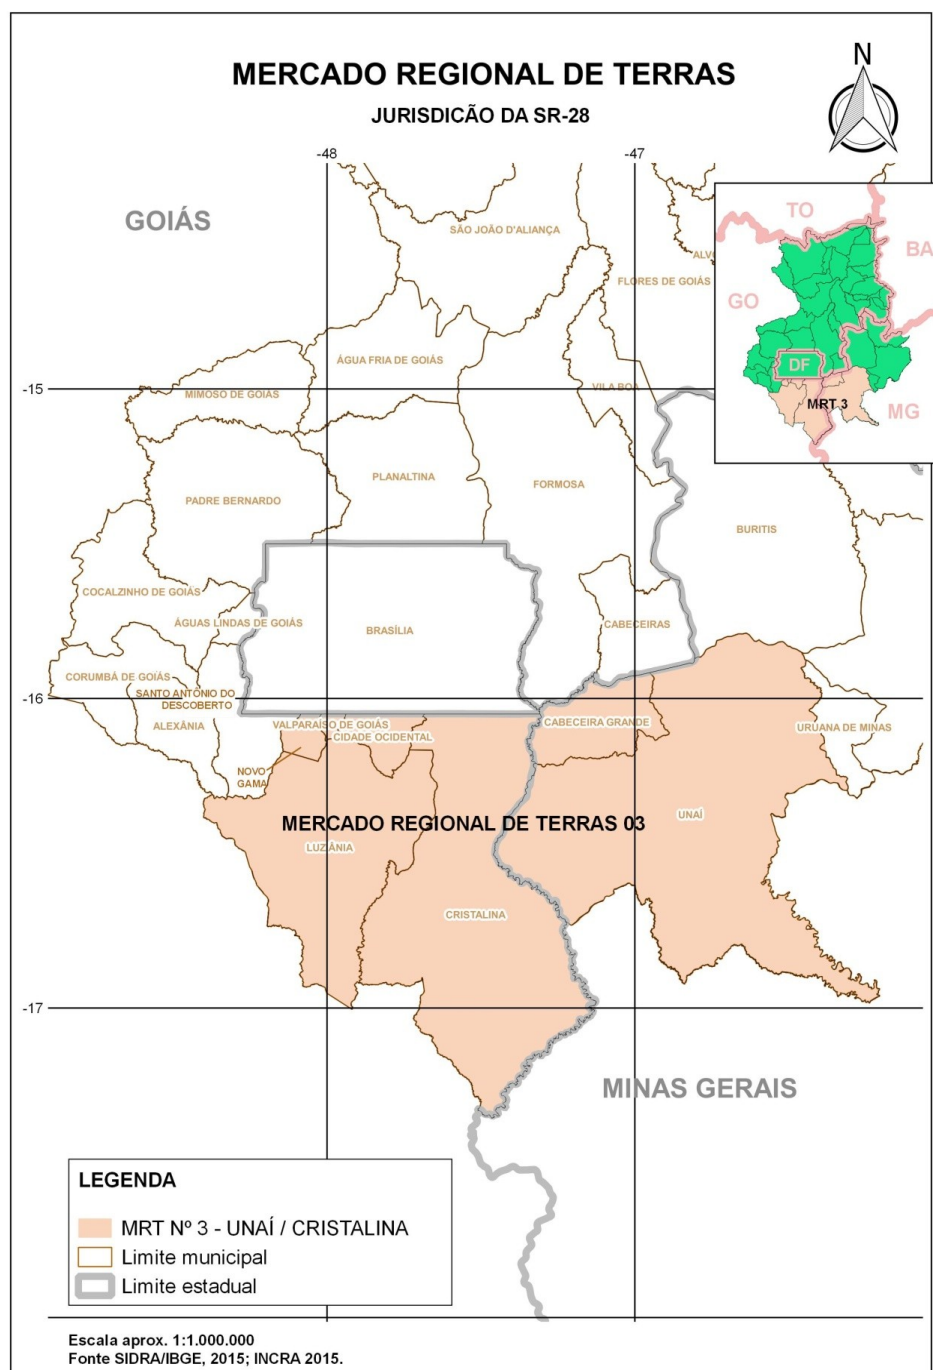 MERCADO REGIONAL DE TERRAS
JURISDICÃO DA SR-28
N
-48
-47
GOIÁS
SÃO JOÃO D'ALIANÇA
ALVO
FLORES DE GOIÁS
TO
BA
GO
DF
MRT 3
MG
ÁGUA FRIA DE GOIÁS
-15
MIMOSO DE GOIÁS
VILA BOA
PLANALTINA
FORMOSA
PADRE BERNARDO
BURITIS
COCALZINHO DE GOIÁS
ÁGUAS LINDAS DE GOIÁS
BRASÍLIA
CABECEIRAS
CORUMBÁ DE GOIÁS
SANTO ANTÔNIO DO
DESCOBERTO
-16
ALEXÂNIA
VALPARAÍSO DE GOIÁS
CIDADE OCIDENTAL
CABECEIRA GRANDE
URUANA DE MINAS
NOVO
GAMA
UNAÍ
MERCADO REGIONAL DE TERRAS 03
LUZIÂNIA
CRISTALINA
-17
MINAS GERAIS
LEGENDA
MRT Nº 3 - UNAÍ / CRISTALINA
Limite municipal
Limite estadual
Escala aprox. 1:1.000.000
Fonte SIDRA/IBGE, 2015; INCRA 2015.